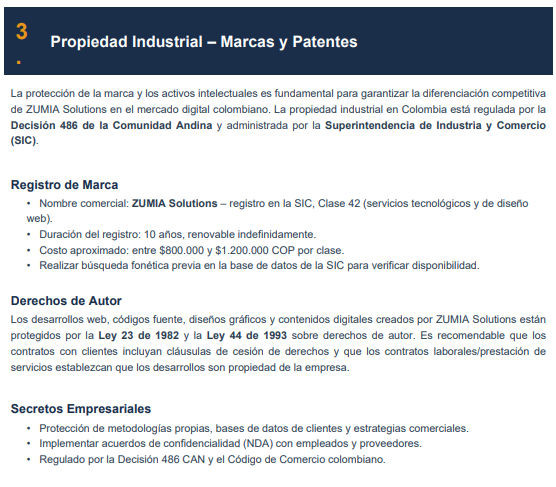 3
.
Propiedad Industrial – Marcas y Patentes
La protección de la marca y los activos intelectuales es fundamental para garantizar la diferenciación competitiva
de ZUMIA Solutions en el mercado digital colombiano. La propiedad industrial en Colombia está regulada por la
Decisión 486 de la Comunidad Andina y administrada por la Superintendencia de Industria y Comercio
(SIC).
Registro de Marca
• Nombre comercial: ZUMIA Solutions – registro en la SIC, Clase 42 (servicios tecnológicos y de diseño
web).
• Duración del registro: 10 años, renovable indefinidamente.
• Costo aproximado: entre $800.000 y $1.200.000 COP por clase.
• Realizar búsqueda fonética previa en la base de datos de la SIC para verificar disponibilidad.
Derechos de Autor
Los desarrollos web, códigos fuente, diseños gráficos y contenidos digitales creados por ZUMIA Solutions están
protegidos por la Ley 23 de 1982 y la Ley 44 de 1993 sobre derechos de autor. Es recomendable que los
contratos con clientes incluyan cláusulas de cesión de derechos y que los contratos laborales/prestación de
servicios establezcan que los desarrollos son propiedad de la empresa.
Secretos Empresariales
• Protección de metodologías propias, bases de datos de clientes y estrategias comerciales.
• Implementar acuerdos de confidencialidad (NDA) con empleados y proveedores.
• Regulado por la Decisión 486 CAN y el Código de Comercio colombiano.